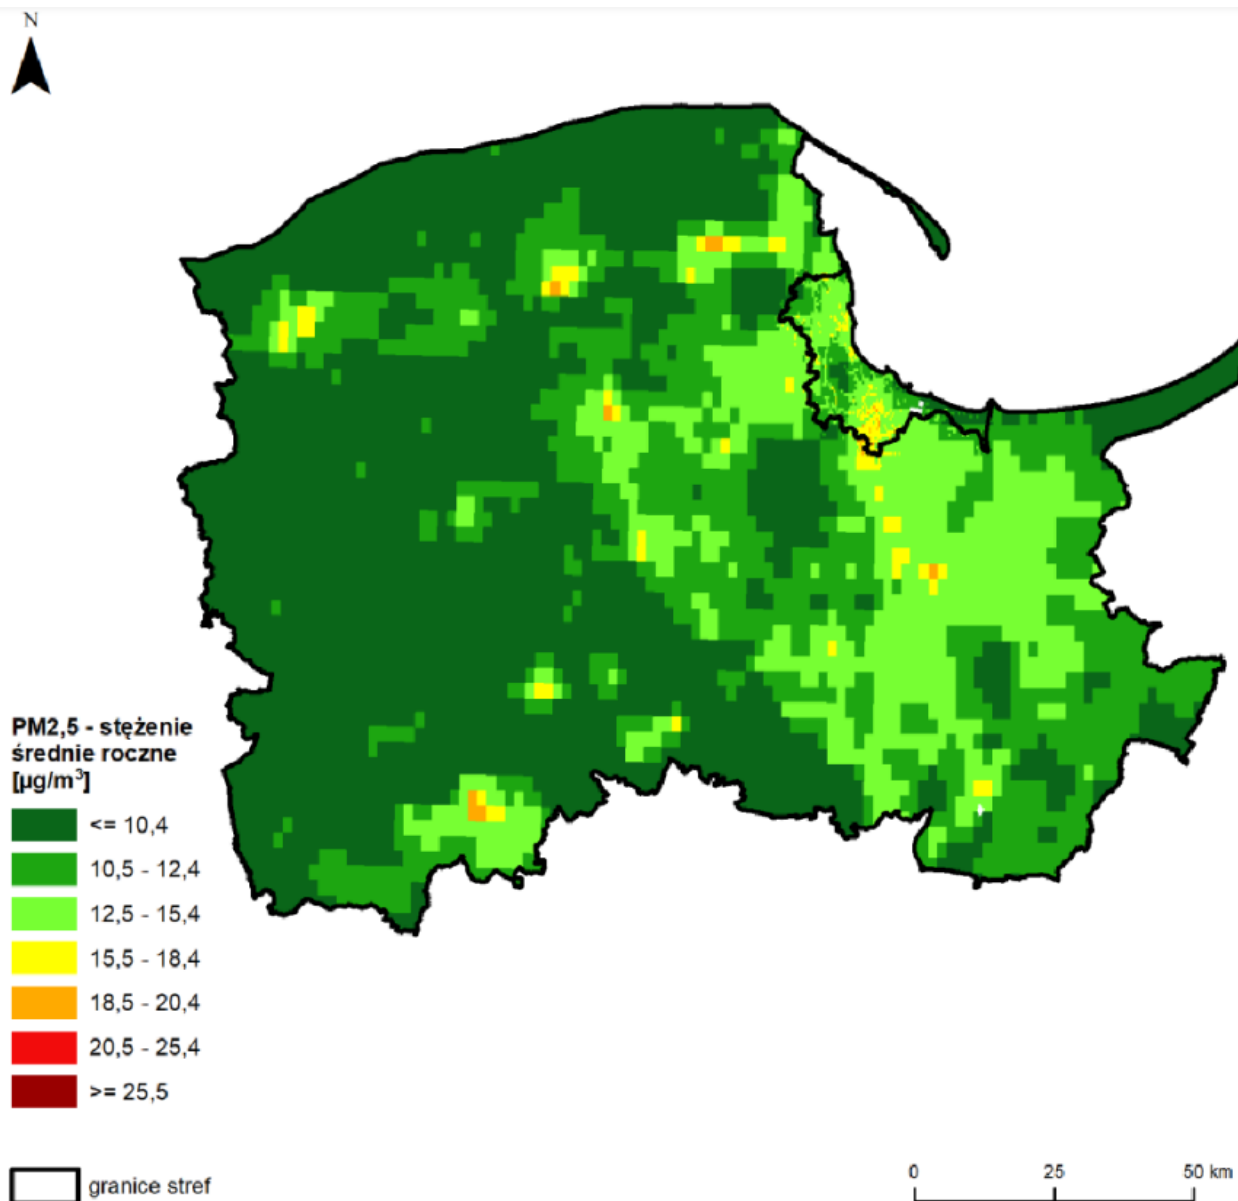 N
PM2,5 - stężenie
średnie roczne
[µg/m³]
<= 10,4
10,5 - 12,4
12,5 - 15,4
15,5 - 18,4
18,5 - 20,4
20,5 - 25,4
>= 25,5
granice stref
0 25 50 km